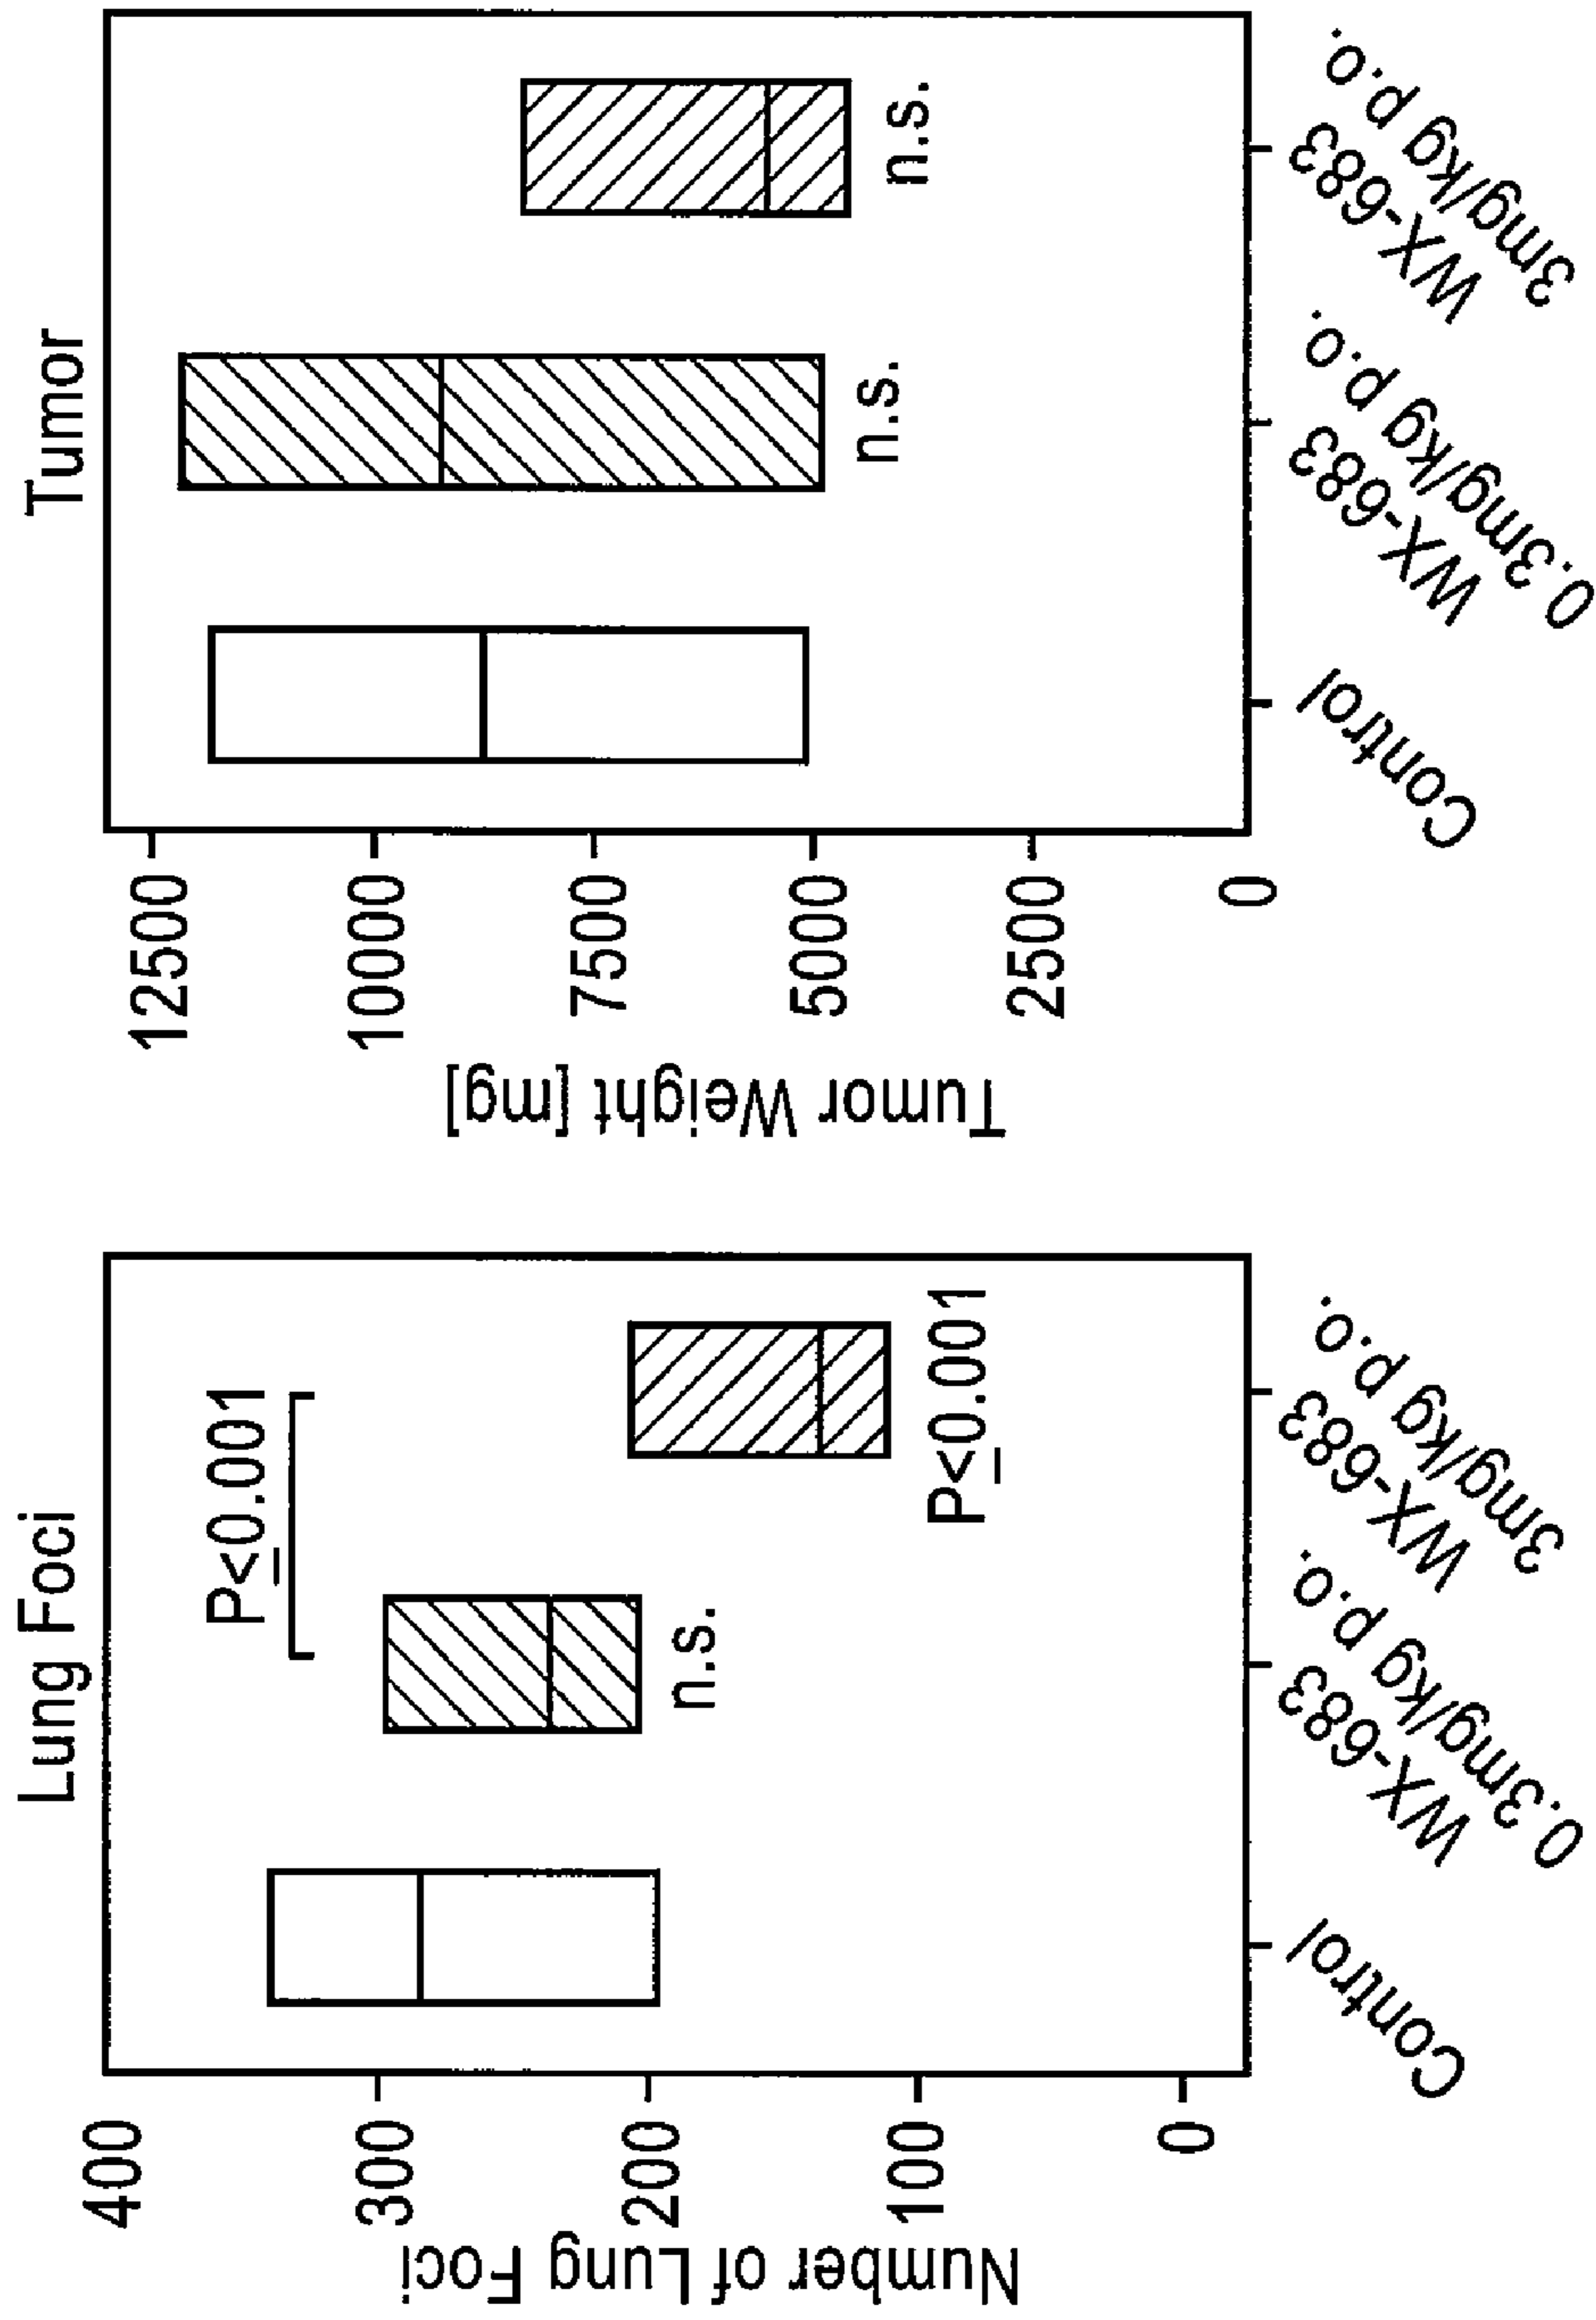 Lung Foci
Number of Lung Foci
400
300
200
100
0
P≤0.001
n.s.
P≤0.001
Control
WX-683
0.3mg/kg p.o.
WX-683
3mg/kg p.o.
Tumor
Tumor Weight [mg]
12500
10000
7500
5000
2500
0
n.s.
n.s.
Control
WX-683
0.3mg/kg p.o.
WX-683
3mg/kg p.o.